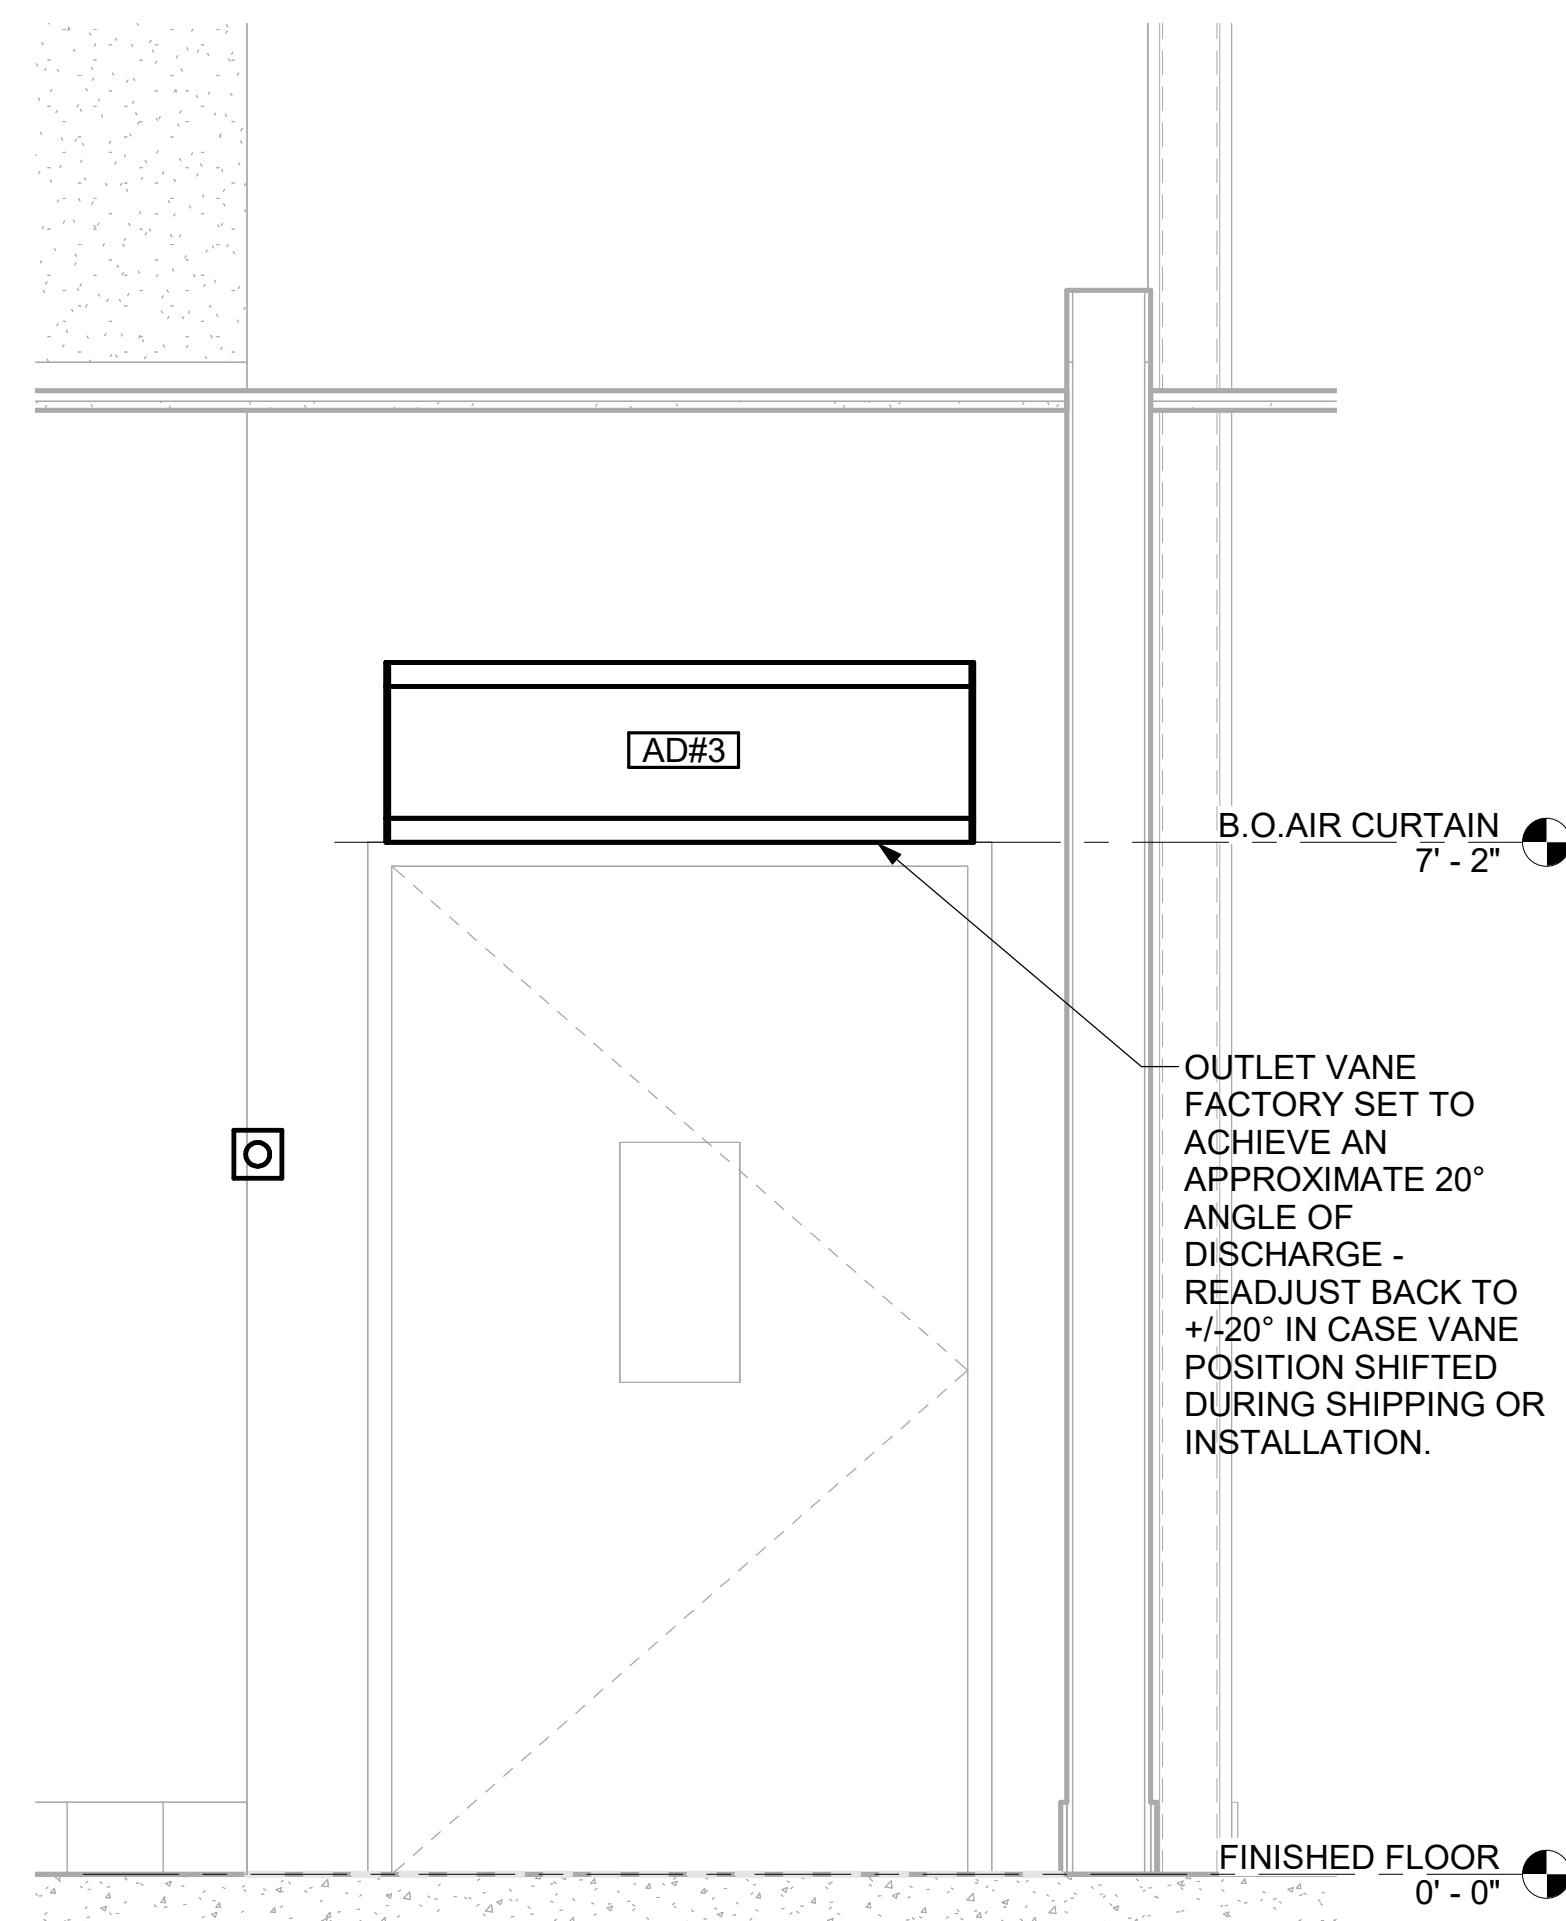 AD#3
B.O.AIR CURTAIN
7' - 2"
OUTLET VANE
FACTORY SET TO
ACHIEVE AN
APPROXIMATE 20°
ANGLE OF
DISCHARGE -
READJUST BACK TO
+/-20° IN CASE VANE
POSITION SHIFTED
DURING SHIPPING OR
INSTALLATION.
FINISHED FLOOR
0' - 0"